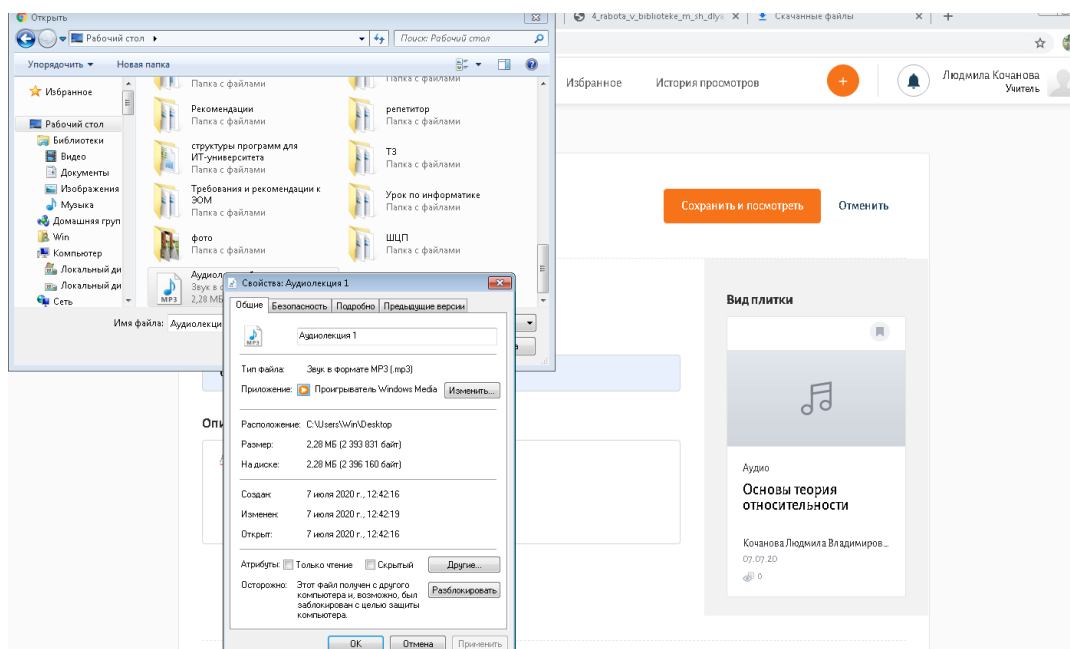 Открыть
4_rabota_v_biblioteke_m_sh_dly
Скачанные файлы
Рабочий стол
Поиск: Рабочий стол
Упорядочить
Новая папка
Избранное
История просмотров
Людмила Кочанова
Учитель
Избранное
Рабочий стол
Библиотеки
Видео
Документы
Изображения
Музыка
Домашняя груп
Win
Компьютер
Локальный ди
Локальный ди
Сеть
Папка с файлами
Папка с файлами
Рекомендации
Папка с файлами
репетитор
Папка с файлами
структуры программ для
ИТ-университета
Папка с файлами
ТЗ
Папка с файлами
Требования и рекомендации к
ЭОМ
Папка с файлами
Урок по информатике
Папка с файлами
фото
Папка с файлами
ШЦП
Папка с файлами
MP3
2,28 МБ
Имя файла:
Аудиолекци
Сохранить и посмотреть
Отменить
Свойства: Аудиолекция 1
Общие
Безопасность
Подробно
Предыдущие версии
MP3
Аудиолекция 1
Тип файла: Звук в формате MP3 (.mp3)
Приложение: Проигрыватель Windows Media
Изменить...
Расположение: C:\Users\Win\Desktop
Размер: 2,28 МБ (2 393 831 байт)
На диске: 2,28 МБ (2 396 160 байт)
Создан: 7 июля 2020 г., 12:42:16
Изменен: 7 июля 2020 г., 12:42:19
Открыт: 7 июля 2020 г., 12:42:16
Атрибуты: Только чтение Скрытый
Другие...
Осторожно: Этот файл получен с другого
компьютера и, возможно, был
заблокирован с целью защиты
компьютера.
Разблокировать
ОК
Отмена
Применить
Вид плитки
Аудио
Основы теория
относительности
Кочанова Людмила Владимиров...
07.07.20
0